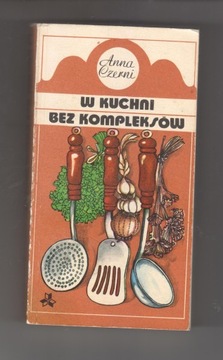 Anna
Czerni
W KUCHNI
BEZ KOMPLEKSÓW